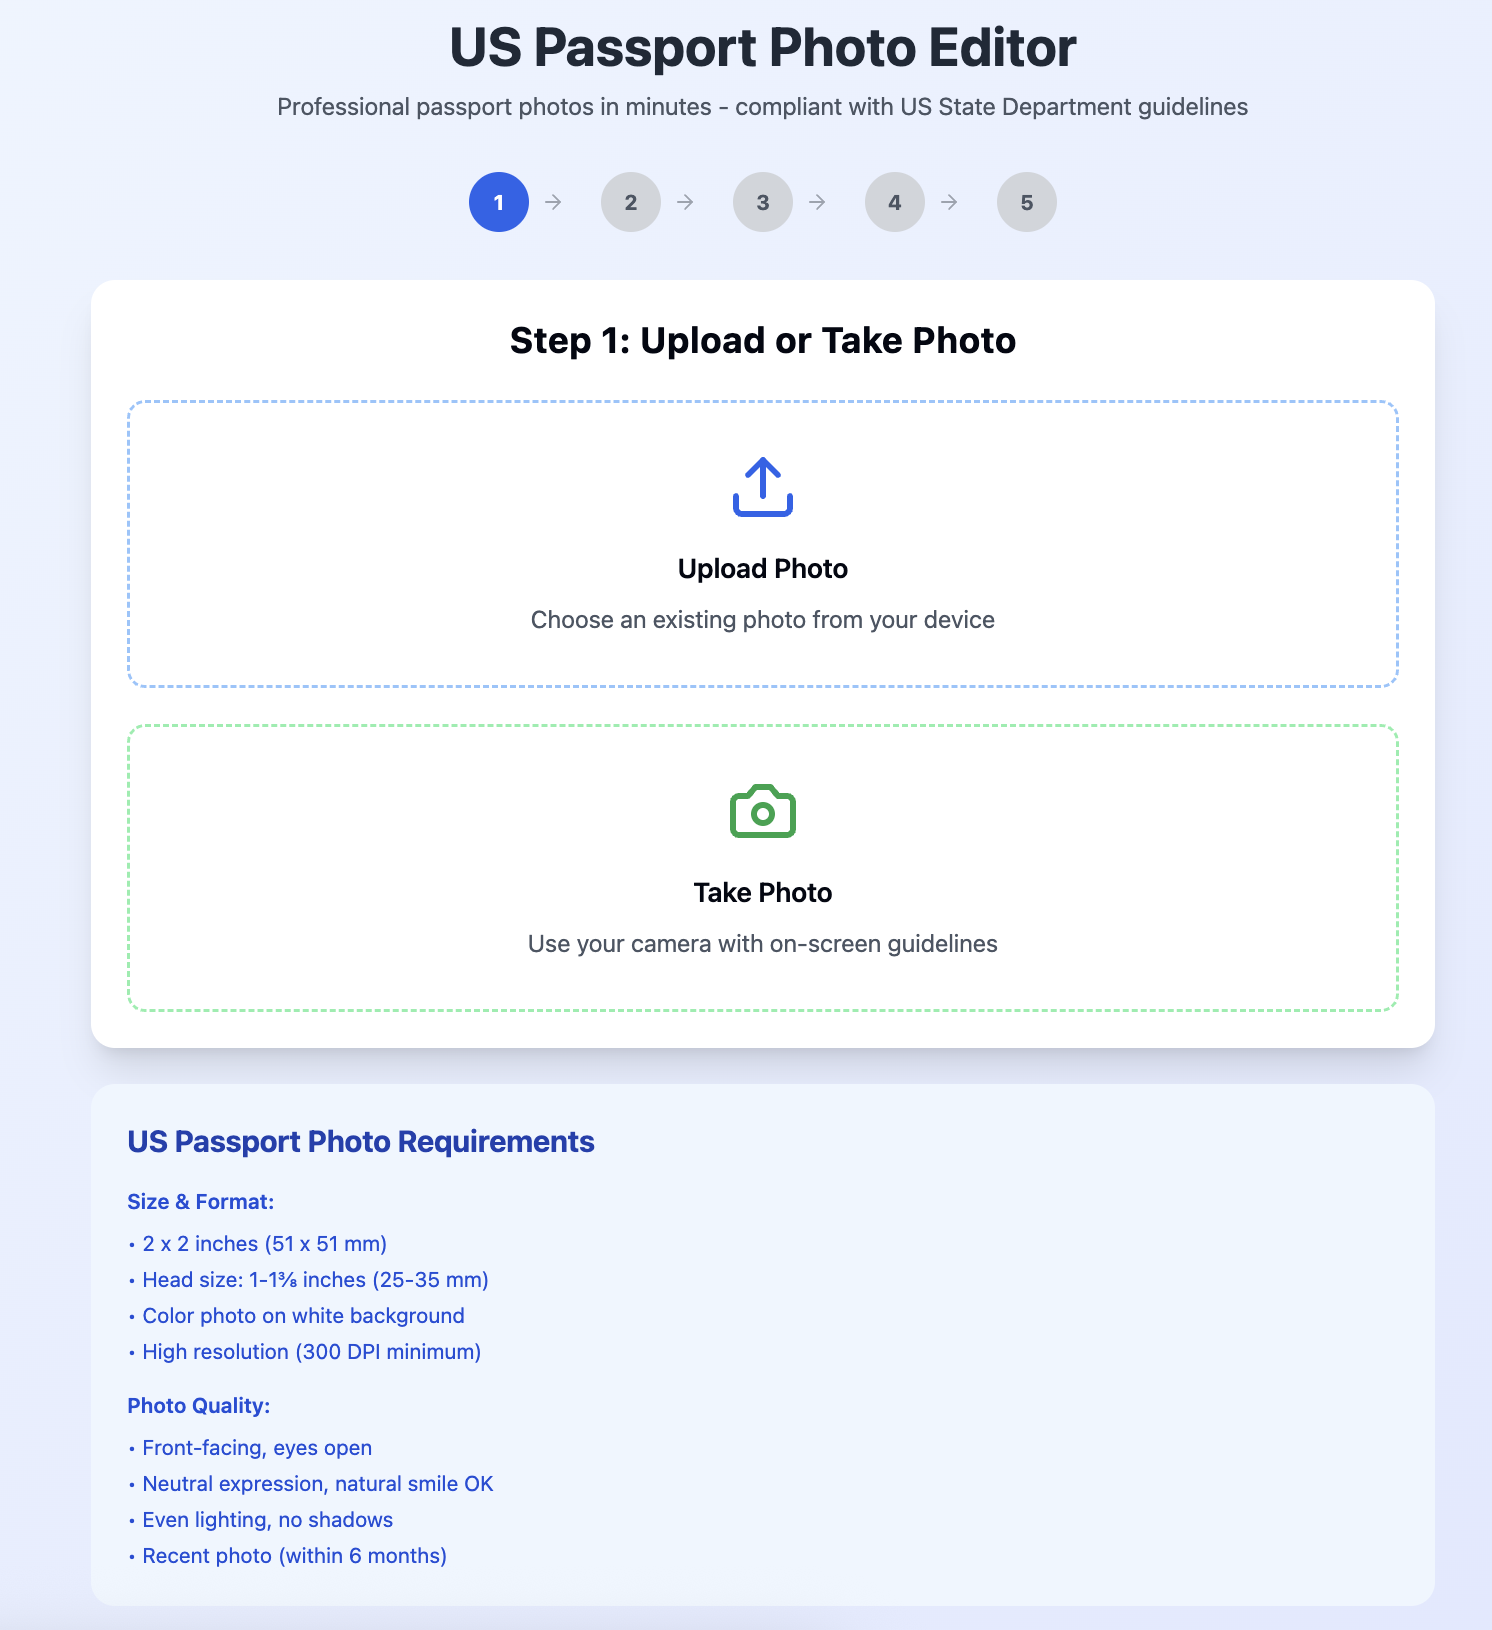 US Passport Photo Editor
Professional passport photos in minutes - compliant with US State Department guidelines
1 → 2 → 3 → 4 → 5
Step 1: Upload or Take Photo
Upload Photo
Choose an existing photo from your device
Take Photo
Use your camera with on-screen guidelines
US Passport Photo Requirements
Size & Format:
• 2 x 2 inches (51 x 51 mm)
• Head size: 1-1⅜ inches (25-35 mm)
• Color photo on white background
• High resolution (300 DPI minimum)
Photo Quality:
• Front-facing, eyes open
• Neutral expression, natural smile OK
• Even lighting, no shadows
• Recent photo (within 6 months)